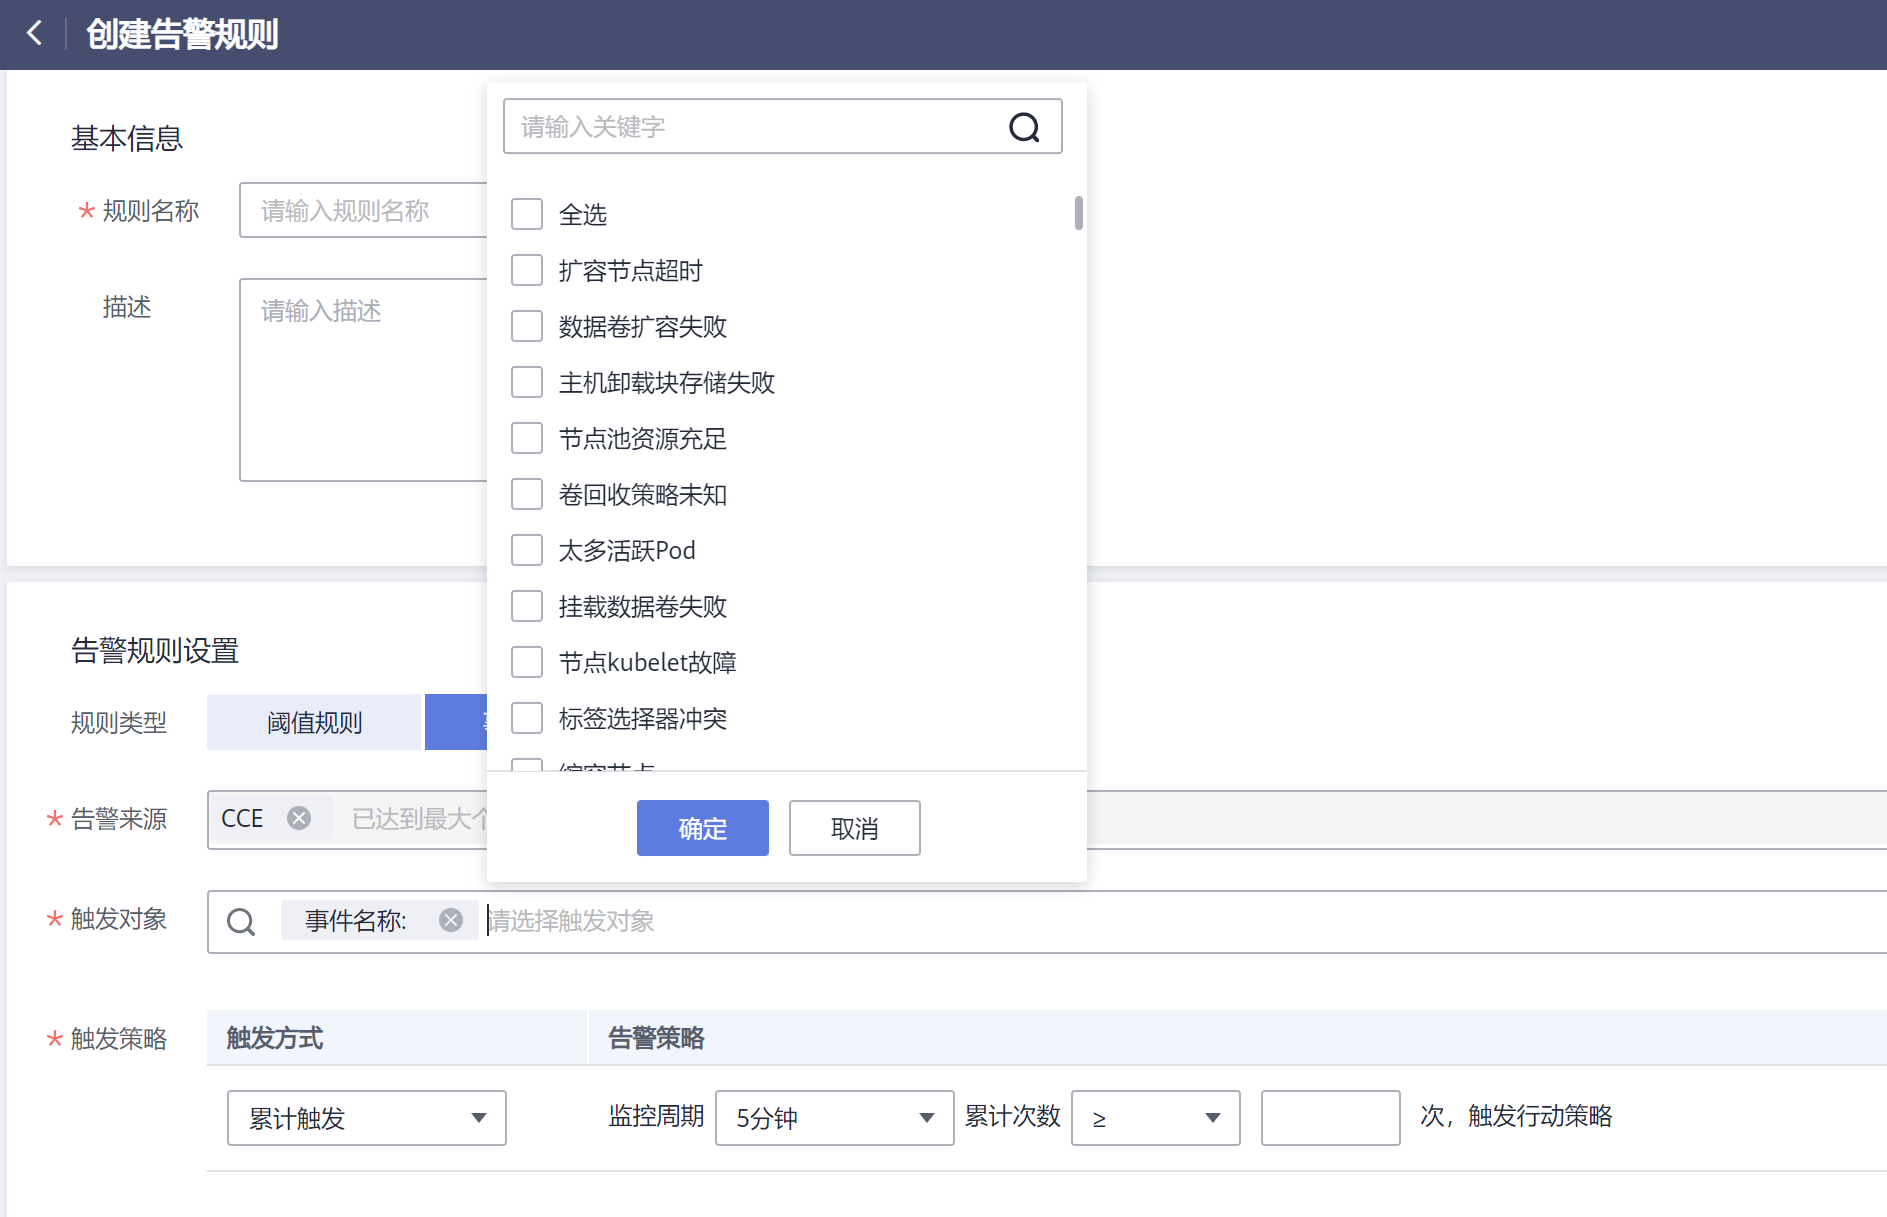 创建告警规则
基本信息
* 规则名称
请输入规则名称
描述
请输入描述
请输入关键字
全选
扩容节点超时
数据卷扩容失败
主机卸载块存储失败
节点池资源充足
卷回收策略未知
太多活跃Pod
挂载数据卷失败
节点kubelet故障
标签选择器冲突
确定 取消
告警规则设置
规则类型 阈值规则
* 告警来源 CCE 已达到最大
* 触发对象 事件名称: 请选择触发对象
* 触发策略 触发方式 告警策略
累计触发 监控周期 5分钟 累计次数 ≥ 次，触发行动策略